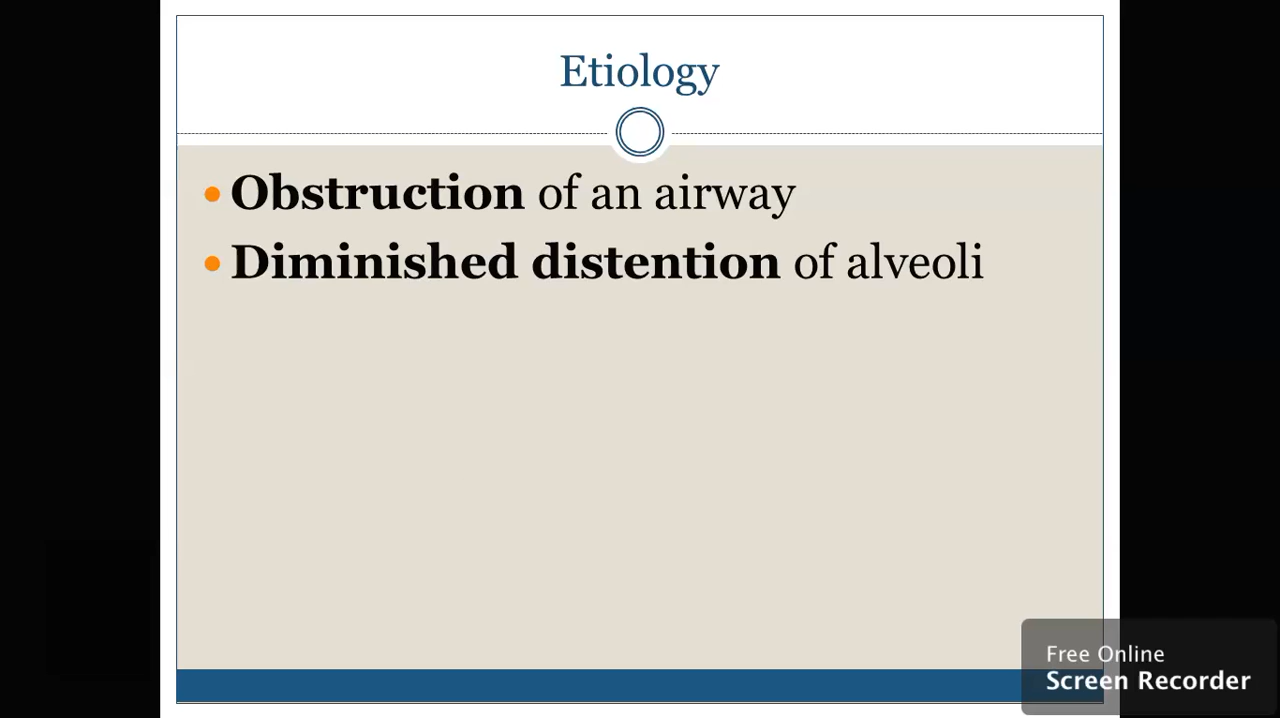 Etiology
Obstruction of an airway
Diminished distention of alveoli
Free Online
Screen Recorder